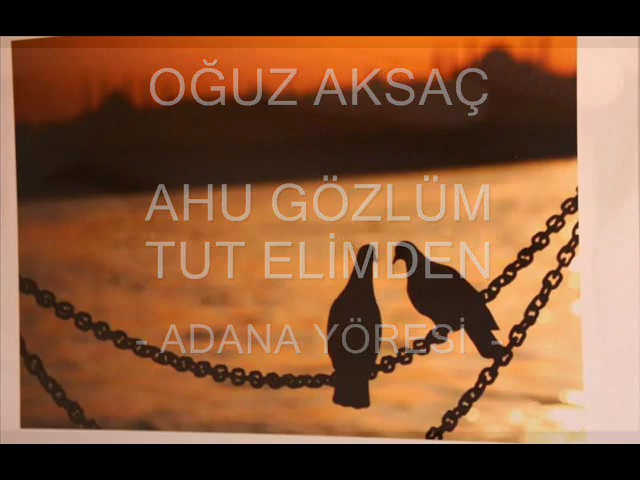 OĞUZ AKSAÇ
AHU GÖZLÜM
TUT ELİMDEN
- ADANA YÖRESİ -